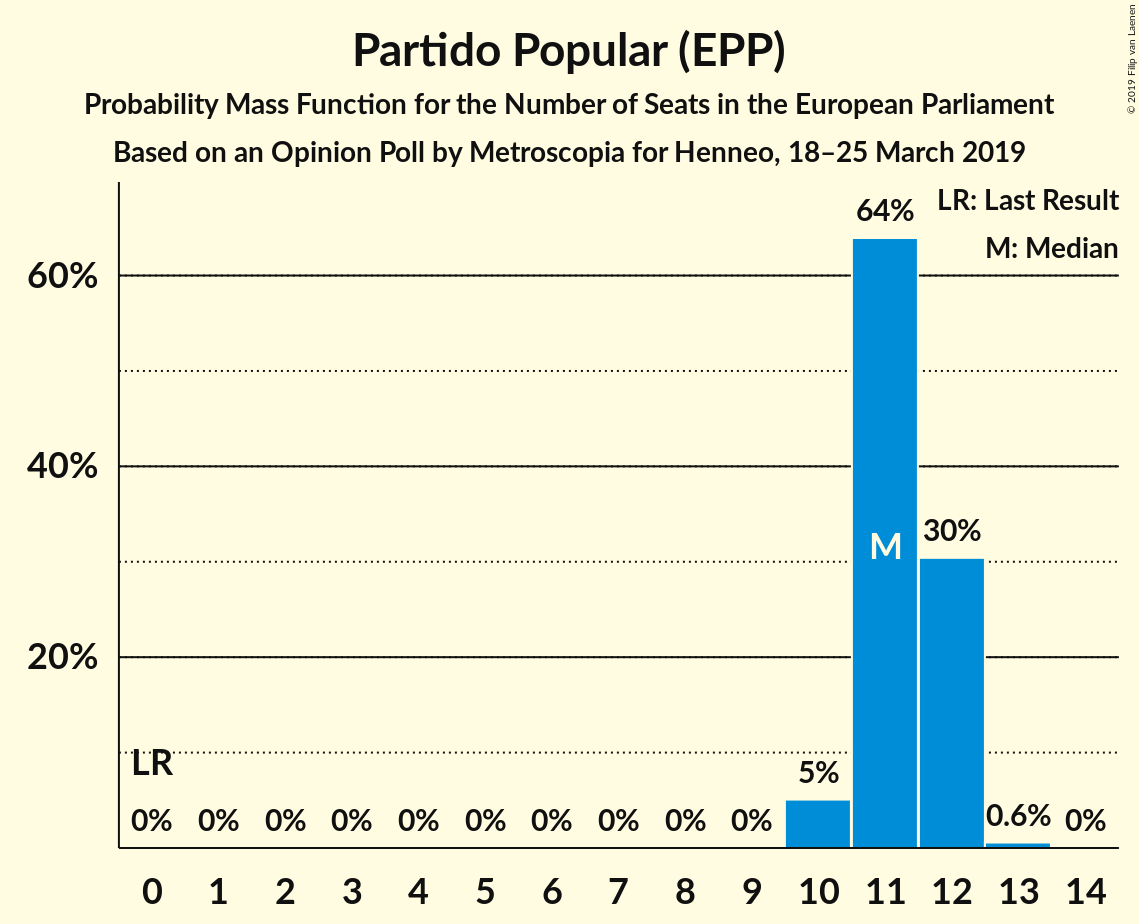 Partido Popular (EPP)
Probability Mass Function for the Number of Seats in the European Parliament
Based on an Opinion Poll by Metroscopia for Henneo, 18–25 March 2019
© 2019 Filip van Laenen
LR: Last Result
M: Median
64%
60%
40%
30%
M
20%
LR
5%
0% 0% 0% 0% 0% 0% 0% 0% 0% 0% 0.6% 0%
0 1 2 3 4 5 6 7 8 9 10 11 12 13 14